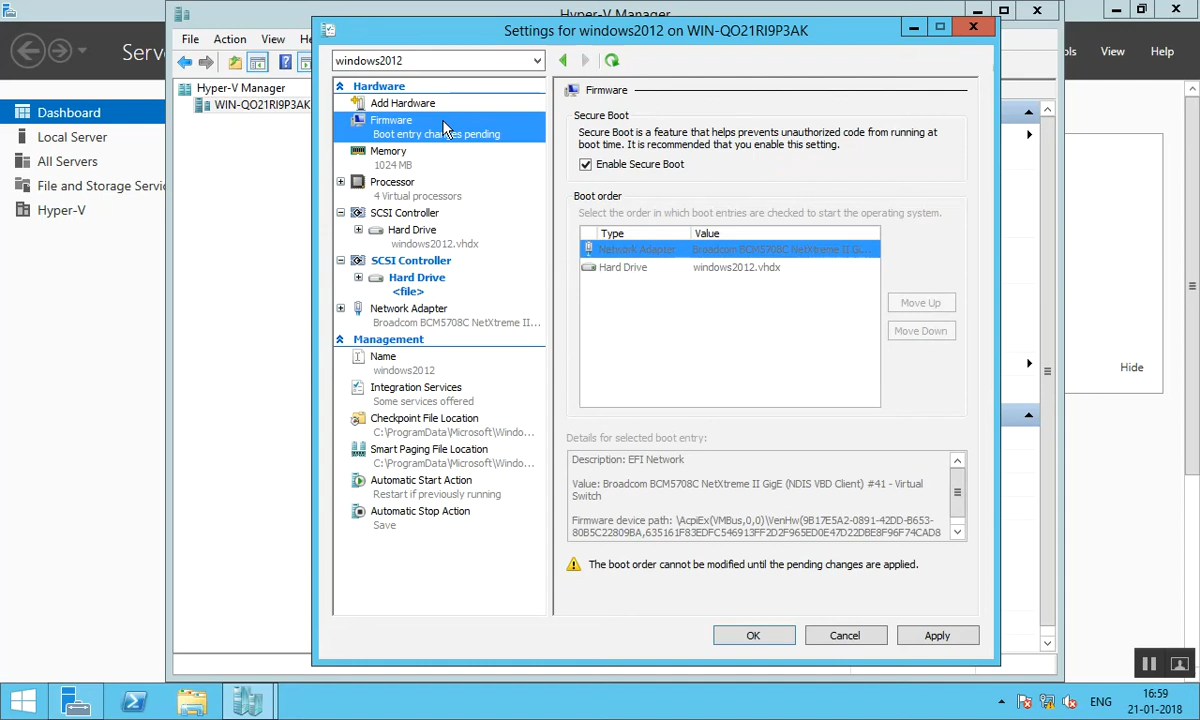 Hyper-V Manager
Settings for windows2012 on WIN-QO21RI9P3AK
File Action View
View Help
Dashboard
Local Server
All Servers
File and Storage Servic
Hyper-V
Hyper-V Manager
WIN-QO21RI9P3AK
windows2012
Hardware
Add Hardware
Firmware
Boot entry changes pending
Memory
1024 MB
Processor
4 Virtual processors
SCSI Controller
Hard Drive
windows2012.vhdx
SCSI Controller
Hard Drive
<file>
Network Adapter
Broadcom BCM5708C NetXtreme II...
Management
Name
windows2012
Integration Services
Some services offered
Checkpoint File Location
C:\ProgramData\Microsoft\Windo...
Smart Paging File Location
C:\ProgramData\Microsoft\Windo...
Automatic Start Action
Restart if previously running
Automatic Stop Action
Save
Firmware
Secure Boot
Secure Boot is a feature that helps prevents unauthorized code from running at
boot time. It is recommended that you enable this setting.
Enable Secure Boot
Boot order
Select the order in which boot entries are checked to start the operating system.
Type Value
Network Adapter Broadcom BCM5708C NetXtreme II GigE...
Hard Drive windows2012.vhdx
Move Up
Move Down
Details for selected boot entry:
Description: EFI Network
Value: Broadcom BCM5708C NetXtreme II GigE (NDIS VBD Client) #41 - Virtual
Switch
Firmware device path: \AcpiEx(VMBus,0,0)\VenHw(9B17E5A2-0891-42DD-B653-
80B5C22809BA,635161F83EDFC546913FF2D2F965ED0E47D22DBE8F96F74CAD8
The boot order cannot be modified until the pending changes are applied.
OK Cancel Apply
Hide
ENG
16:59
21-01-2018